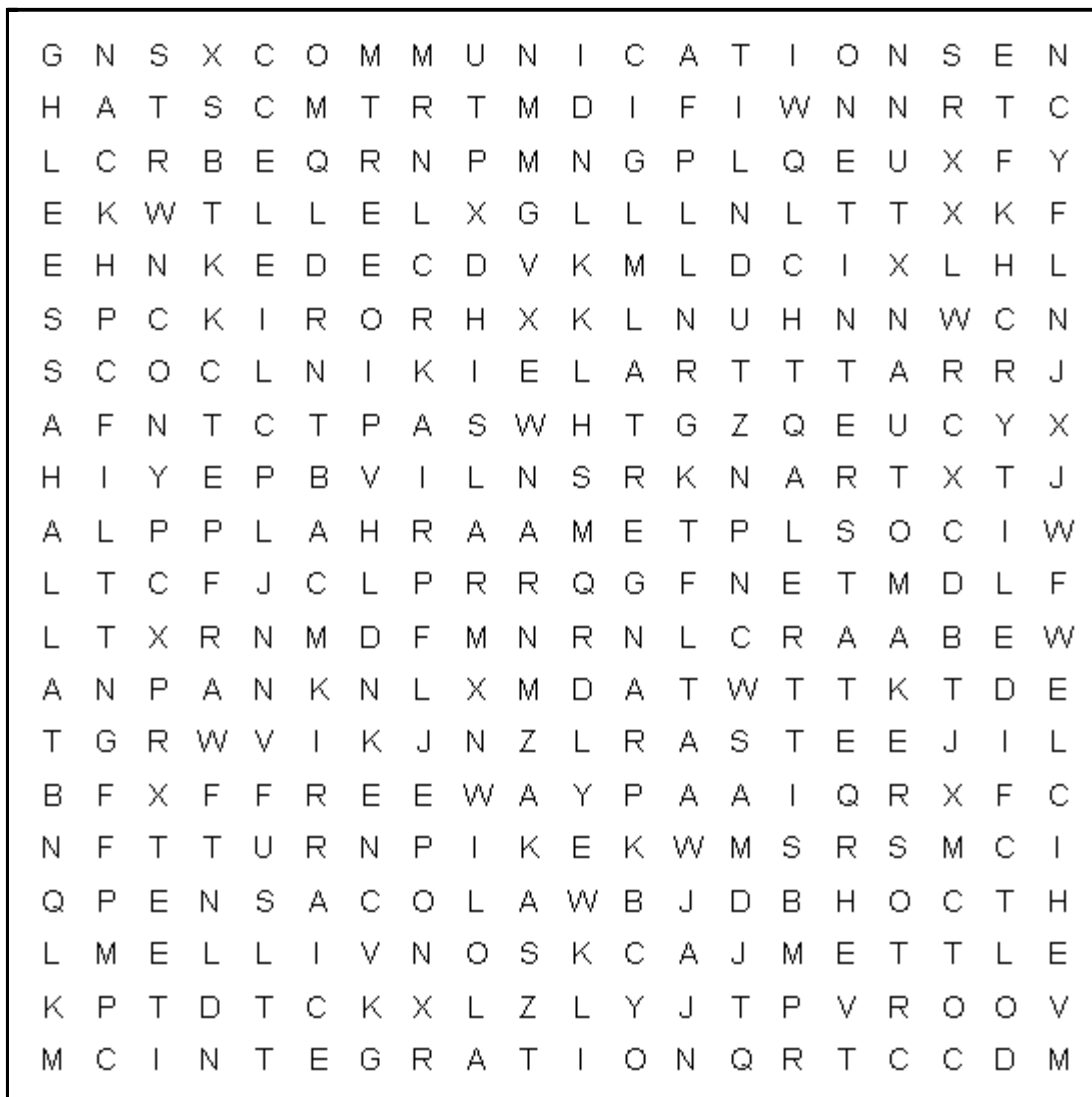 G N S X C O M M U N I C A T I O N S E N
H A T S C M T R T M D I F I W N N R T C
L C R B E Q R N P M N G P L Q E U X F Y
E K W T L L E L X G L L L N L T T X K F
E H N K E D E C D V K M L D C I X L H L
S P C K I R O R H X K L N U H N N W C N
S C O C L N I K I E L A R T T T A R R J
A F N T C T P A S W H T G Z Q E U C Y X
H I Y E P B V I L N S R K N A R T X T J
A L P P L A H R A A M E T P L S O C I W
L T C F J C L P R R Q G F N E T M D L F
L T X R N M D F M N R N L C R A A B E W
A N P A N K N L X M D A T W T T K T D E
T G R W V I K J N Z L R A S T E E J I L
B F X F F R E E W A Y P A A I Q R X F C
N F T T U R N P I K E K W M S R S M C I
Q P E N S A C O L A W B J D B H O C T H
L M E L L I V N O S K C A J M E T T L E
K P T D T C K X L Z L Y J T P V R O O V
M C I N T E G R A T I O N Q R T C C D M